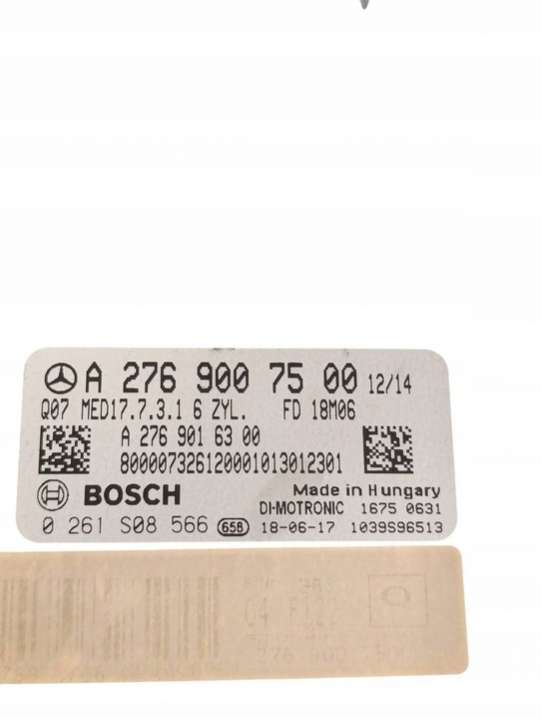 A 276 900 75 00 12/14
Q07 MED17.7.3.1 6 ZYL. FD 18M06
A 276 901 63 00
800007326120001013012301
BOSCH Made in Hungary
DI-MOTRONIC 1675 0631
0 261 S08 566 658 18-06-17 1039S96513